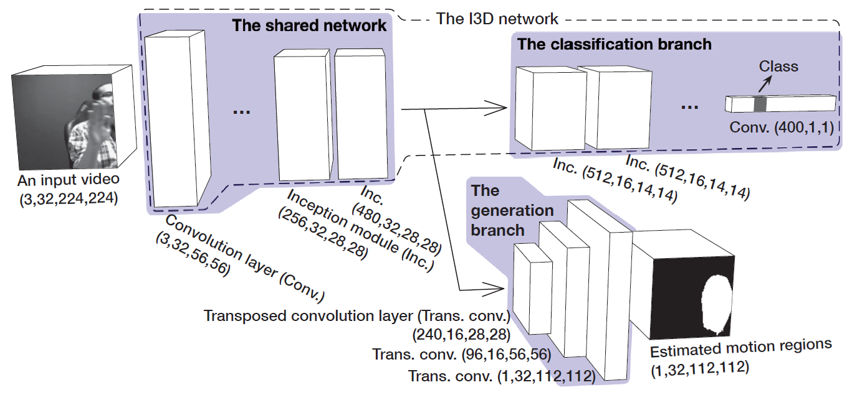 The I3D network
The shared network
The classification branch
Class
...
...
Conv. (400,1,1)
An input video
(3,32,224,224)
Inc. (512,16,14,14)
Inc. (512,16,14,14)
Inc.
(480,32,28,28)
Inception module (Inc.)
(256,32,28,28)
Convolution layer (Conv.)
(3,32,56,56)
The
generation
branch
Transposed convolution layer (Trans. conv.)
(240,16,28,28)
Trans. conv. (96,16,56,56)
Trans. conv. (1,32,112,112)
Estimated motion regions
(1,32,112,112)